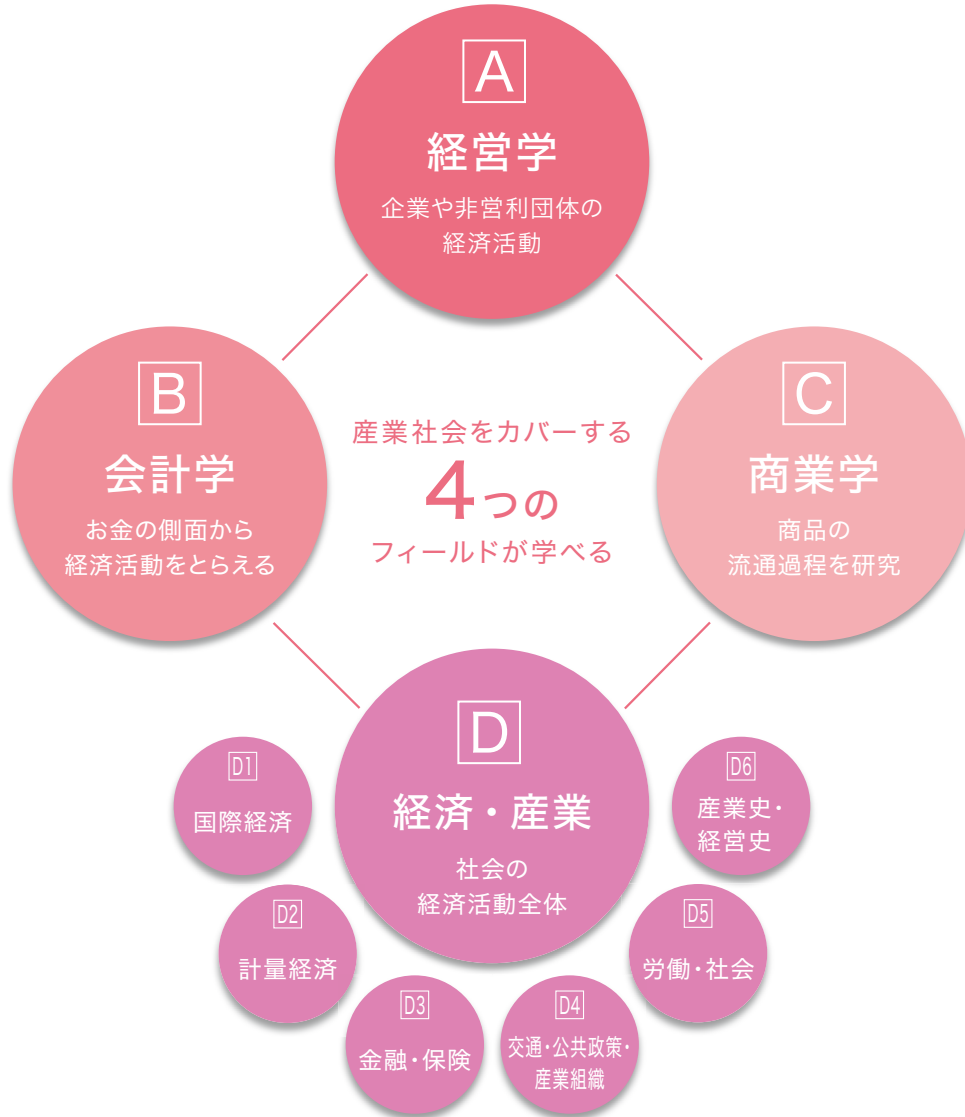 A
経営学
企業や非営利団体の
経済活動
B
会計学
お金の側面から
経済活動をとらえる
産業社会をカバーする
4つの
フィールドが学べる
C
商業学
商品の
流通過程を研究
D
経済・産業
社会の
経済活動全体
D1
国際経済
D2
計量経済
D3
金融・保険
D4
交通・公共政策・
産業組織
D5
労働・社会
D6
産業史・
経営史